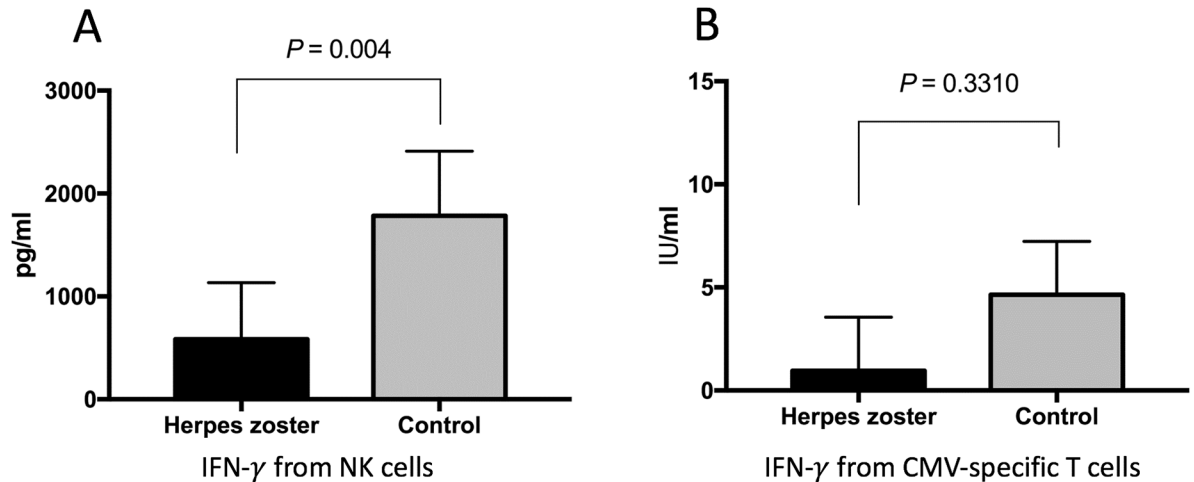 A
P = 0.004
3000
2000
1000
0
pg/ml
Herpes zoster
Control
IFN-γ from NK cells
B
P = 0.3310
15
10
5
0
IU/ml
Herpes zoster
Control
IFN-γ from CMV-specific T cells